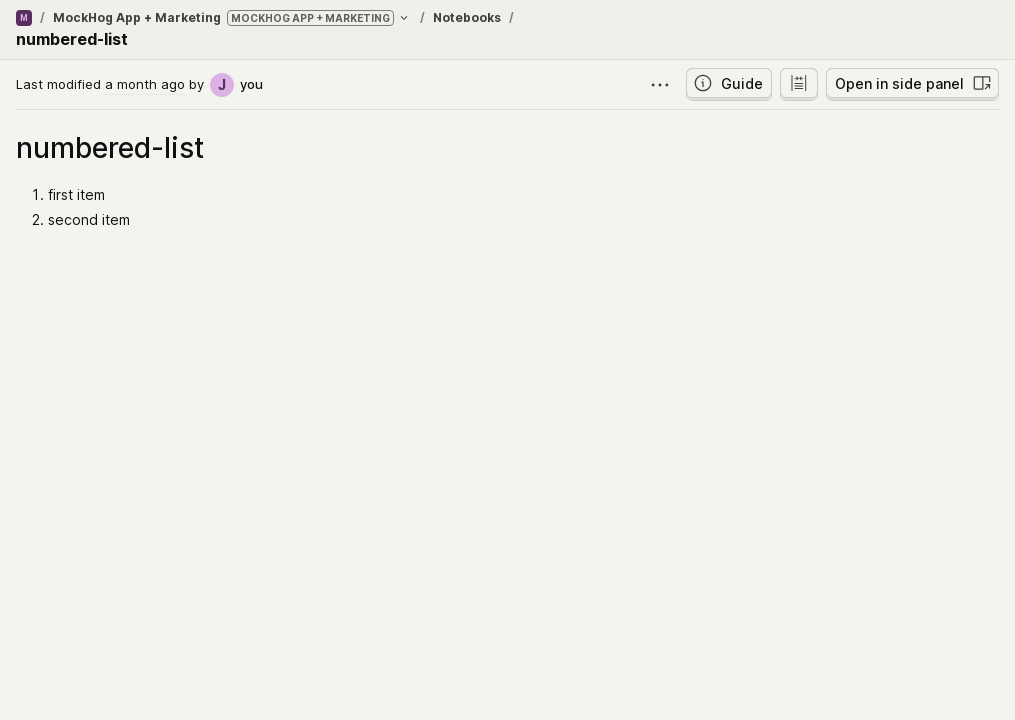 M / MockHog App + Marketing MOCKHOG APP + MARKETING / Notebooks /
numbered-list
Last modified a month ago by J you
Guide
Open in side panel
numbered-list
1. first item
2. second item